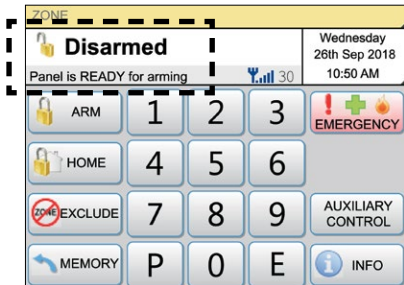 ZONE
Disarmed
Panel is READY for arming
30
Wednesday
26th Sep 2018
10:50 AM
ARM
1
2
3
EMERGENCY
HOME
4
5
6
ZONE
EXCLUDE
7
8
9
AUXILIARY
CONTROL
MEMORY
P
0
E
i
INFO